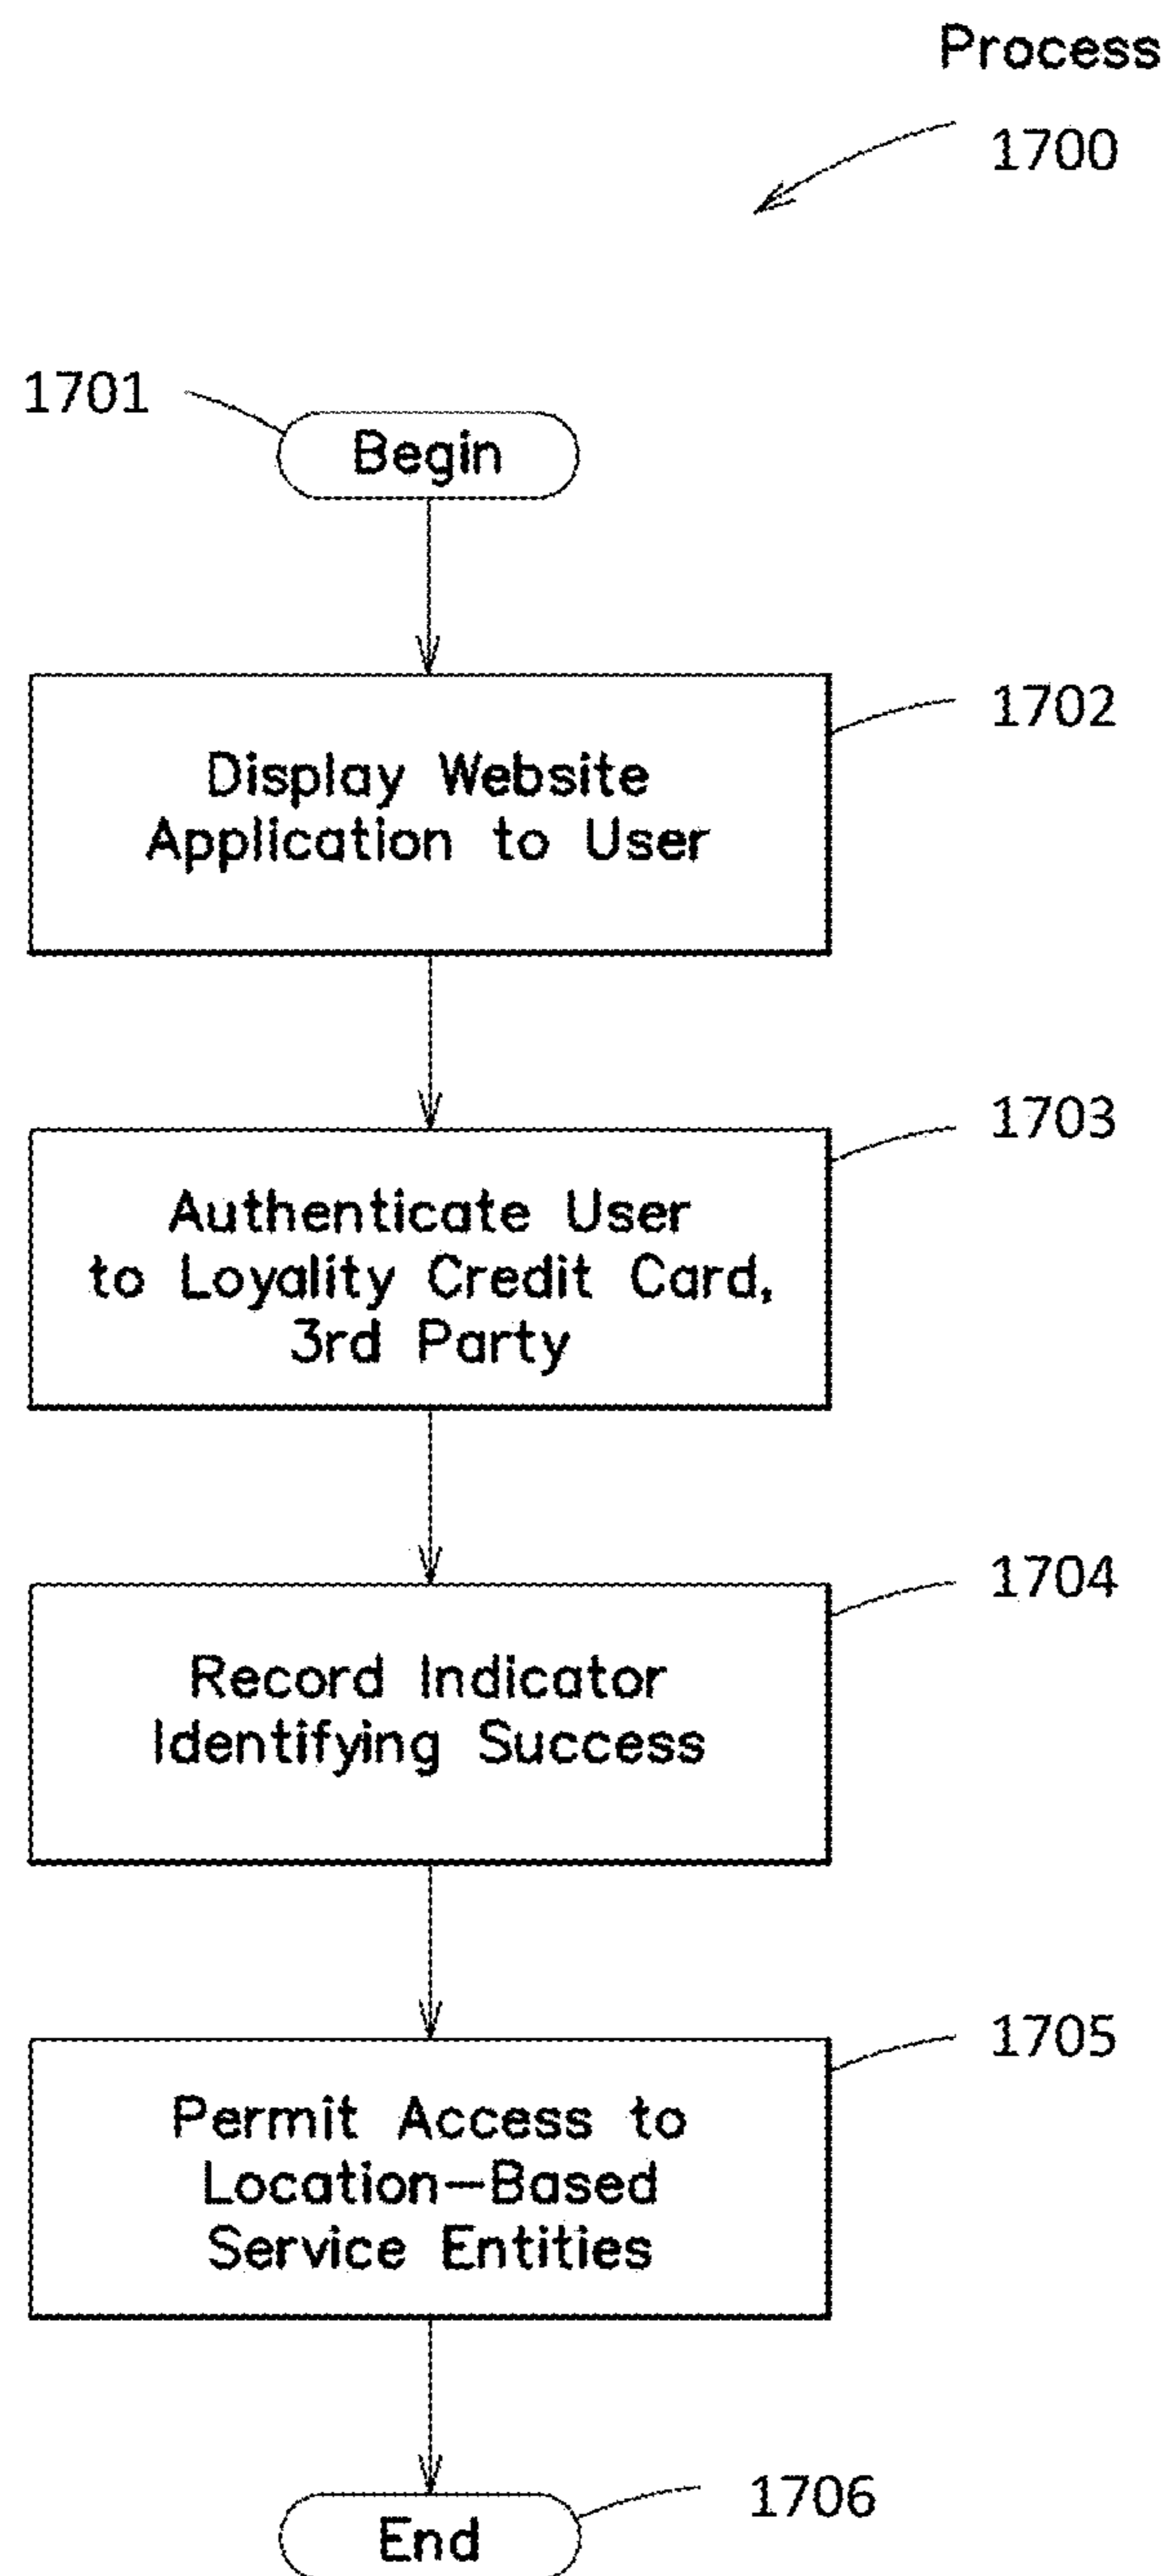 Process
1700
1701
Begin
1702
Display Website
Application to User
1703
Authenticate User
to Loyality Credit Card,
3rd Party
1704
Record Indicator
Identifying Success
1705
Permit Access to
Location-Based
Service Entities
1706
End